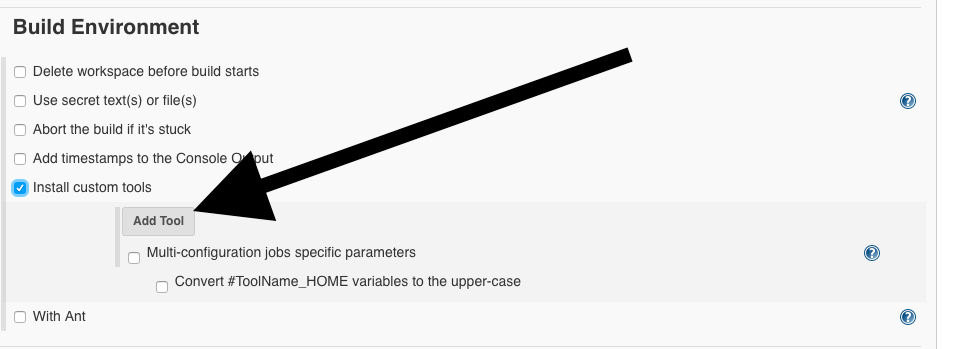 Build Environment
Delete workspace before build starts
Use secret text(s) or file(s)
?
Abort the build if it's stuck
Add timestamps to the Console Output
Install custom tools
Add Tool
Multi-configuration jobs specific parameters
?
Convert #ToolName_HOME variables to the upper-case
With Ant
?